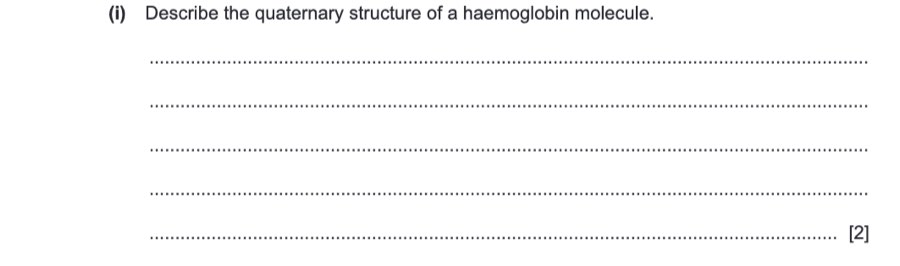 (i) Describe the quaternary structure of a haemoglobin molecule.
[2]